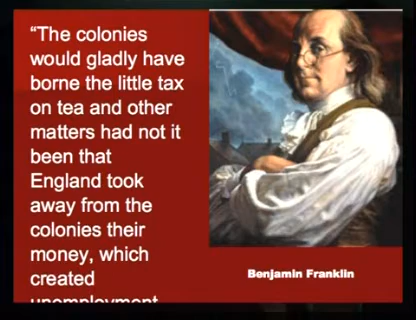 “The colonies
would gladly have
borne the little tax
on tea and other
matters had not it
been that
England took
away from the
colonies their
money, which
created
unemployment
Benjamin Franklin